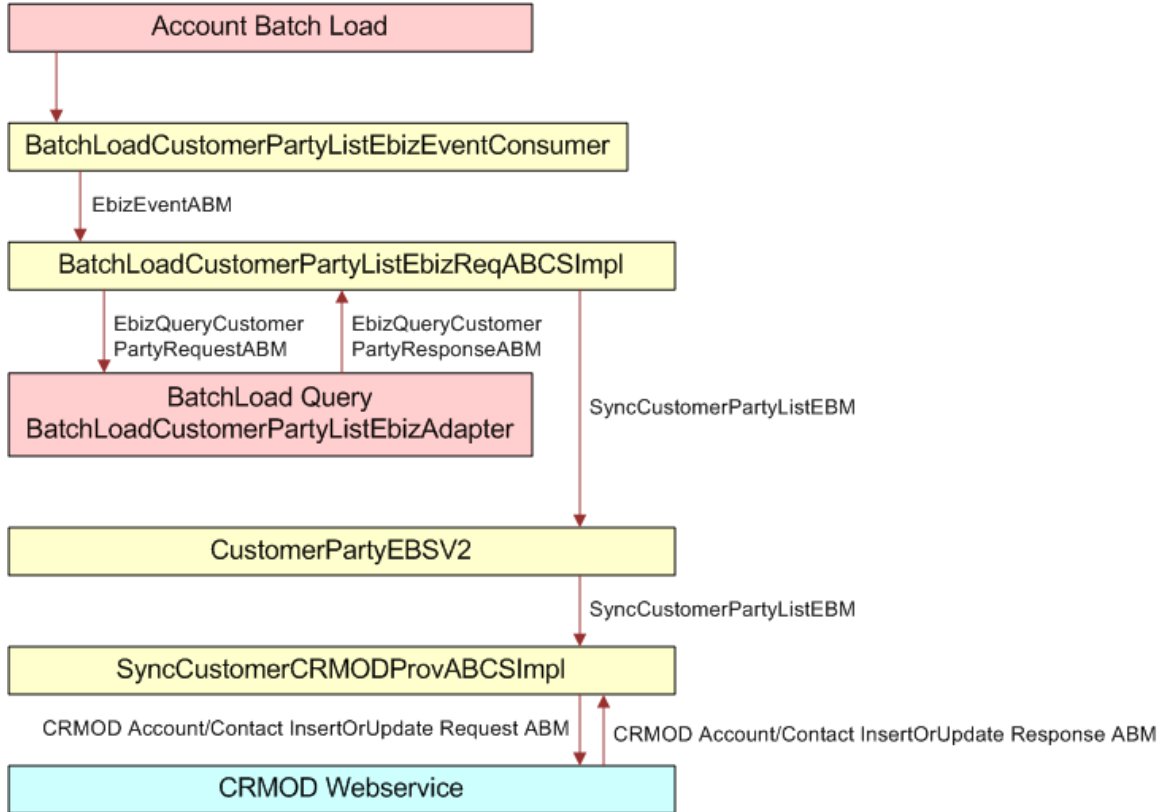 Account Batch Load
BatchLoadCustomerPartyListEbizEventConsumer
EbizEventABM
BatchLoadCustomerPartyListEbizReqABCSImpl
EbizQueryCustomer
PartyRequestABM
EbizQueryCustomer
PartyResponseABM
BatchLoad Query
BatchLoadCustomerPartyListEbizAdapter
SyncCustomerPartyListEBM
CustomerPartyEBSV2
SyncCustomerPartyListEBM
SyncCustomerCRMODProvABCSImpl
CRMOD Account/Contact InsertOrUpdate Request ABM
CRMOD Account/Contact InsertOrUpdate Response ABM
CRMOD Webservice